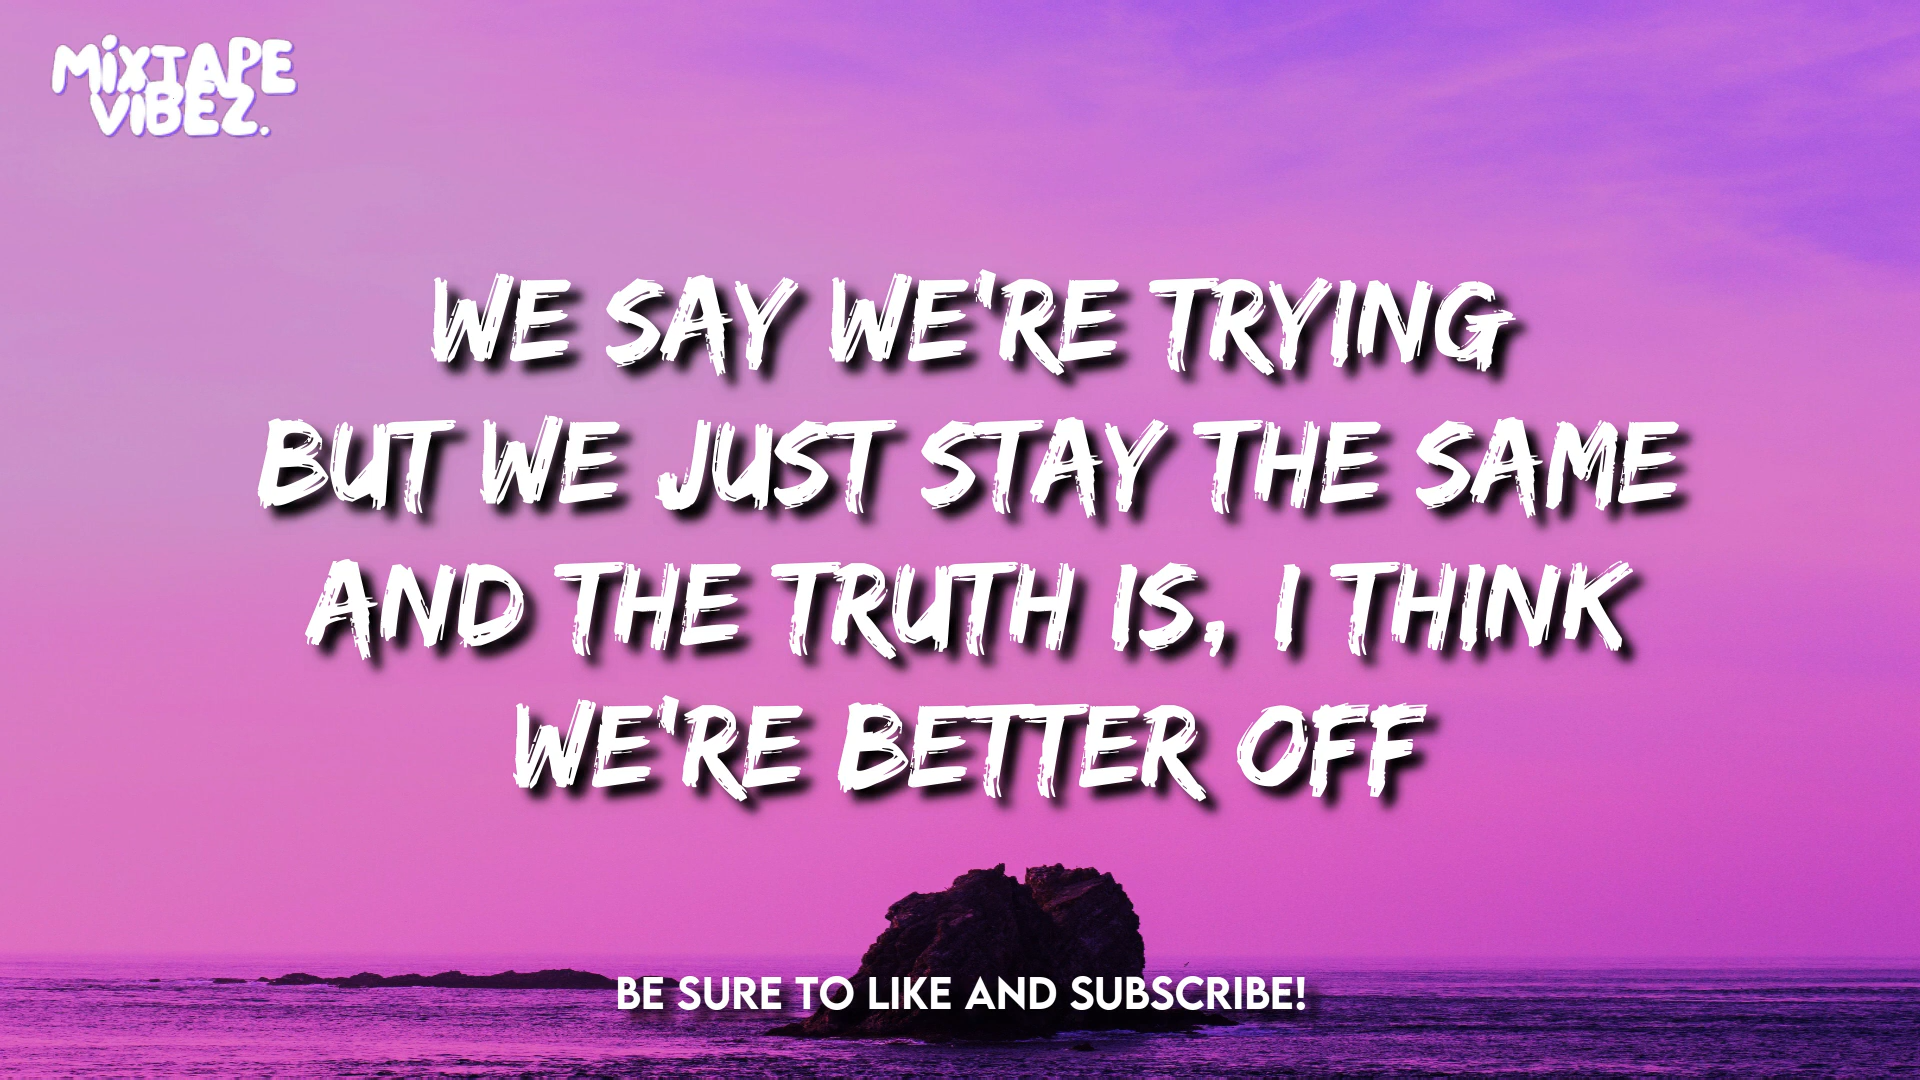 MiXTAPE
ViBEZ.
WE SAY WE'RE TRYING
BUT WE JUST STAY THE SAME
AND THE TRUTH IS, I THINK
WE'RE BETTER OFF
BE SURE TO LIKE AND SUBSCRIBE!